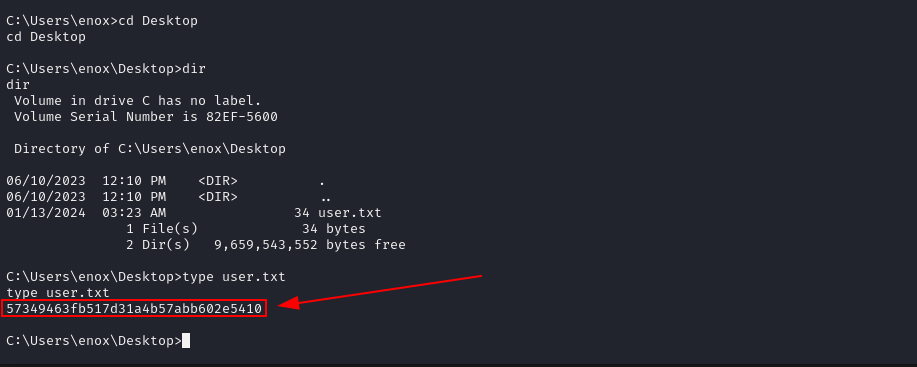 C:\Users\enox>cd Desktop
cd Desktop
C:\Users\enox\Desktop>dir
dir
 Volume in drive C has no label.
 Volume Serial Number is 82EF-5600
 Directory of C:\Users\enox\Desktop
06/10/2023  12:10 PM    <DIR>          .
06/10/2023  12:10 PM    <DIR>          ..
01/13/2024  03:23 AM                34 user.txt
               1 File(s)             34 bytes
               2 Dir(s)   9,659,543,552 bytes free
C:\Users\enox\Desktop>type user.txt
type user.txt
57349463fb517d31a4b57abb602e5410
C:\Users\enox\Desktop>